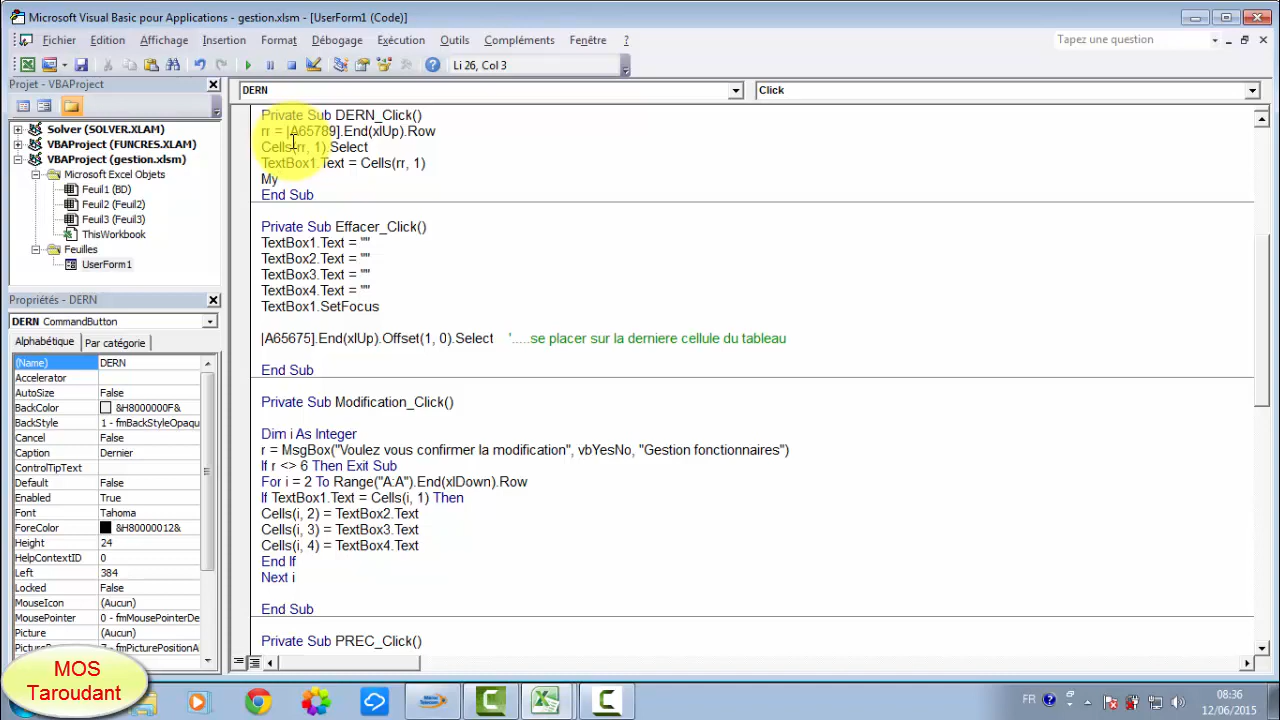 Microsoft Visual Basic pour Applications - gestion.xlsm - [UserForm1 (Code)]
Fichier Edition Affichage Insertion Format Débogage Exécution Outils Compléments Fenêtre ?
Tapez une question
Li 26, Col 3
Projet - VBAProject
Solver (SOLVER.XLAM)
VBAProject (FUNCRES.XLAM)
VBAProject (gestion.xlsm)
Microsoft Excel Objets
Feuil1 (BD)
Feuil2 (Feuil2)
Feuil3 (Feuil3)
ThisWorkbook
Feuilles
UserForm1
Propriétés - DERN
DERN CommandButton
Alphabétique Par catégorie
(Name) DERN
Accelerator
AutoSize False
BackColor &H8000000F&
BackStyle 1 - fmBackStyleOpaqu
Cancel False
Caption Dernier
ControlTipText
Default False
Enabled True
Font Tahoma
ForeColor &H80000012&
Height 24
HelpContextID 0
Left 384
Locked False
MouseIcon (Aucun)
MousePointer 0 - fmMousePointerDe
Picture (Aucun)
7 - fmPicturePositionA
DERN Click
Private Sub DERN_Click()
rr = |A65789].End(xlUp).Row
Cells(rr, 1).Select
TextBox1.Text = Cells(rr, 1)
My
End Sub
Private Sub Effacer_Click()
TextBox1.Text = ""
TextBox2.Text = ""
TextBox3.Text = ""
TextBox4.Text = ""
TextBox1.SetFocus
|A65675].End(xlUp).Offset(1, 0).Select '.....se placer sur la derniere cellule du tableau
End Sub
Private Sub Modification_Click()
Dim i As Integer
r = MsgBox("Voulez vous confirmer la modification", vbYesNo, "Gestion fonctionnaires")
If r <> 6 Then Exit Sub
For i = 2 To Range("A:A").End(xlDown).Row
If TextBox1.Text = Cells(i, 1) Then
Cells(i, 2) = TextBox2.Text
Cells(i, 3) = TextBox3.Text
Cells(i, 4) = TextBox4.Text
End If
Next i
End Sub
Private Sub PREC_Click()
MOS
Taroudant
FR
08:36
12/06/2015